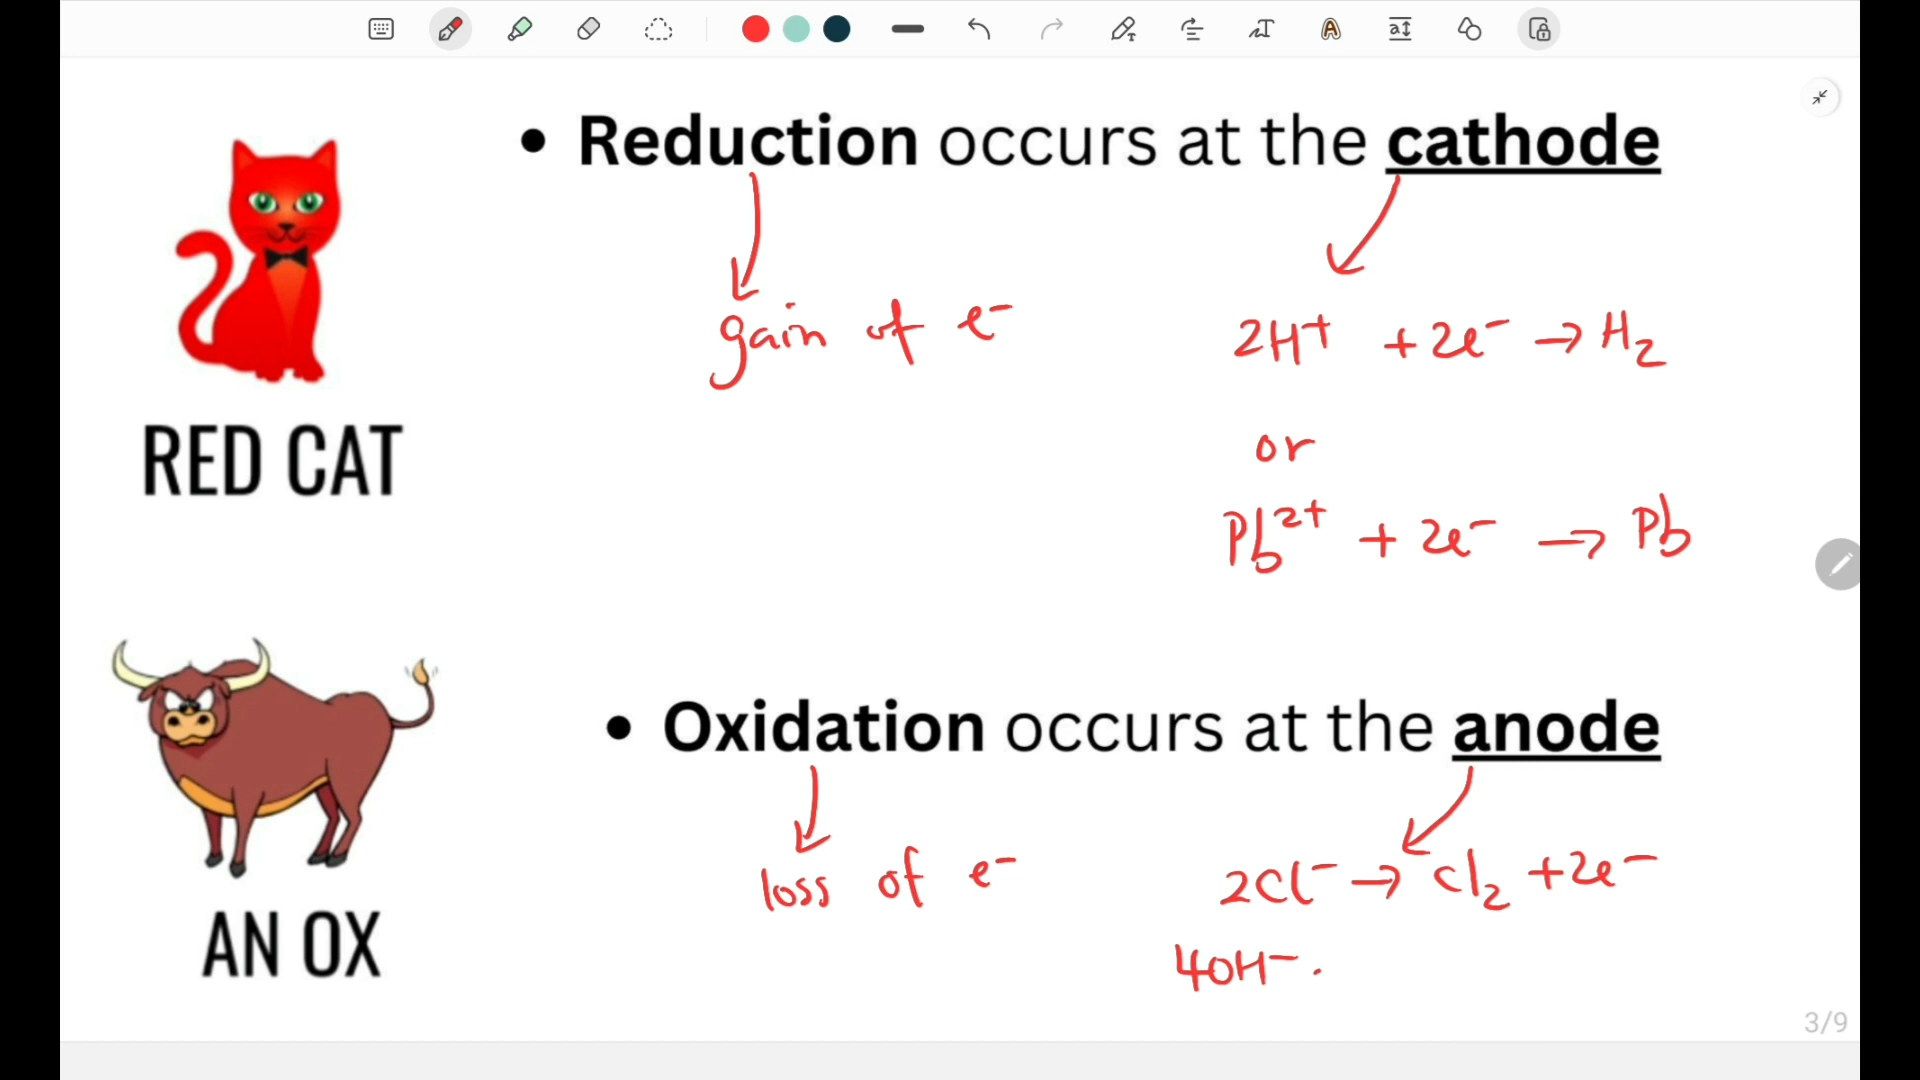 • Reduction occurs at the cathode
gain of e⁻
2H⁺ + 2e⁻ → H₂
or
Pb²⁺ + 2e⁻ → Pb
RED CAT
• Oxidation occurs at the anode
loss of e⁻
2Cl⁻ → Cl₂ + 2e⁻
4OH⁻ .
AN OX
3/9